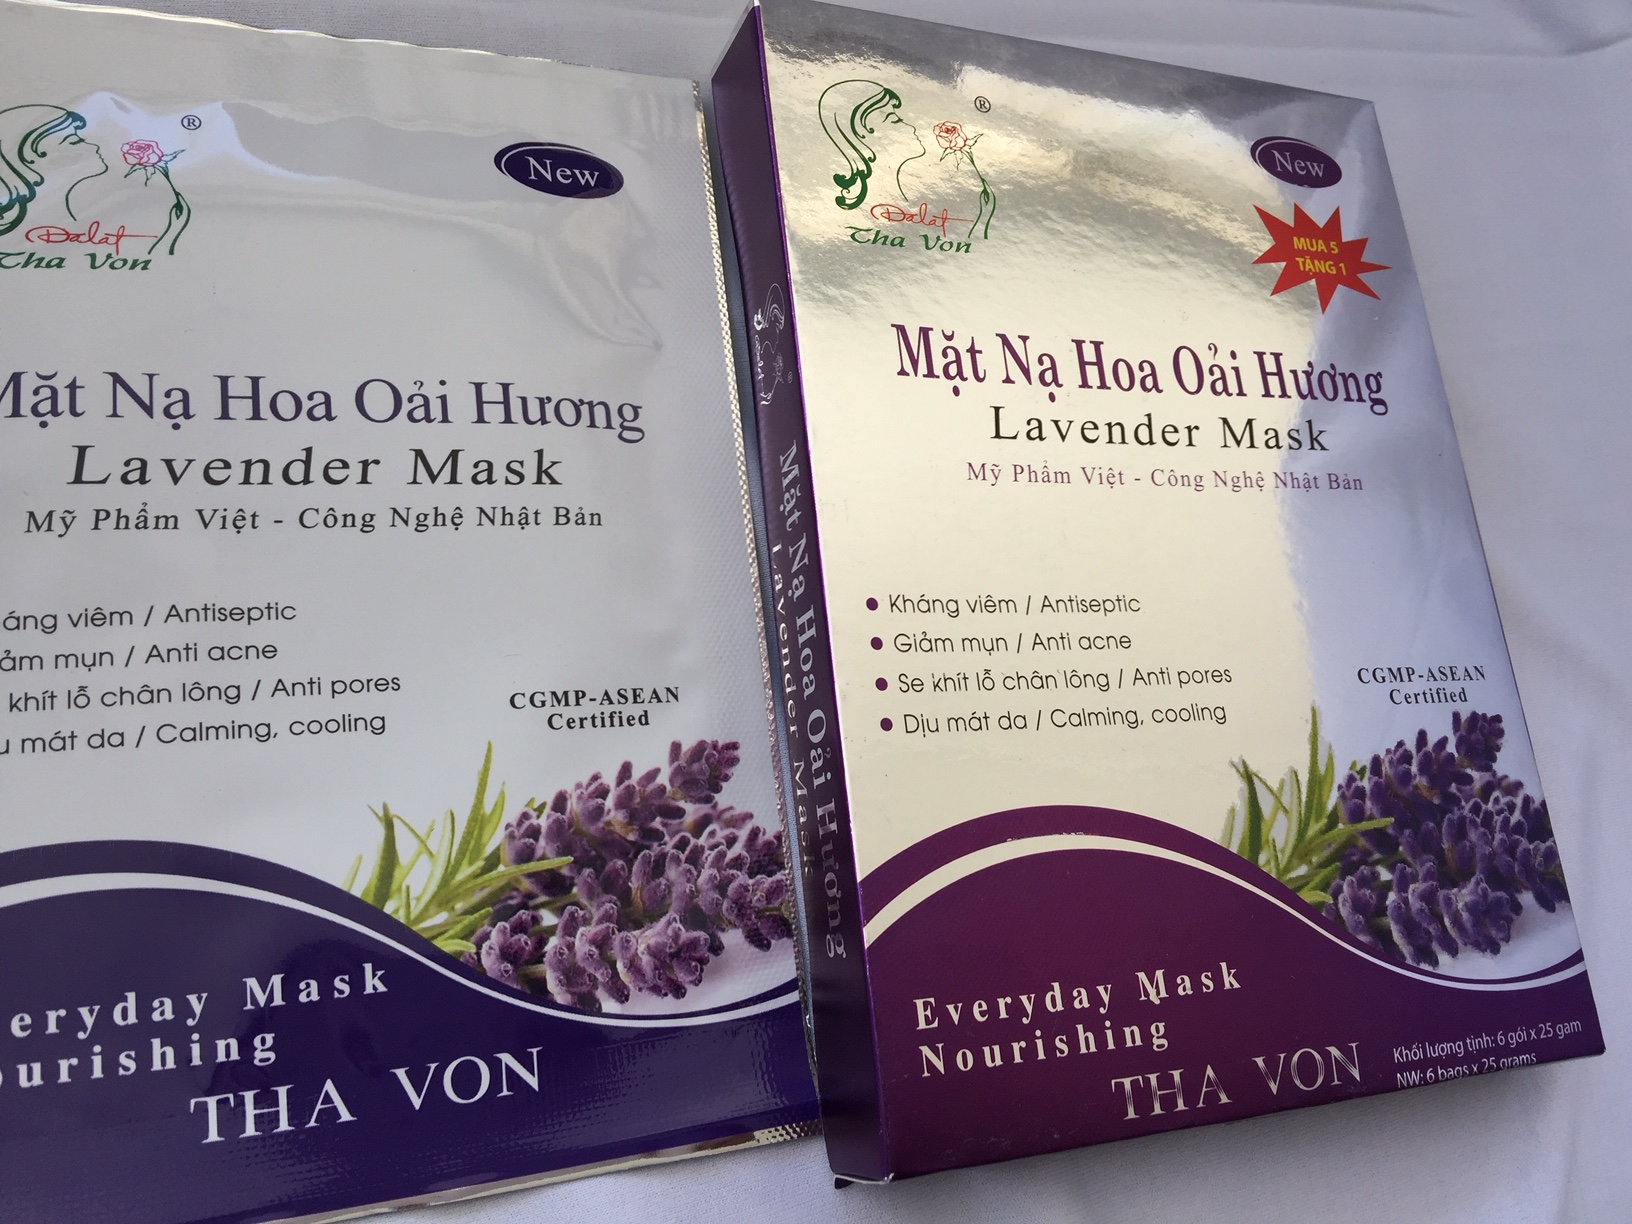 ®
New
Dalat
Tha Von
Mặt Nạ Hoa Oải Hương
Lavender Mask
Mỹ Phẩm Việt - Công Nghệ Nhật Bản
áng viêm / Antiseptic
ảm mụn / Anti acne
khít lỗ chân lông / Anti pores
mát da / Calming, cooling
CGMP-ASEAN
Certified
eryday Mask
ourishing
THA VON
Mặt Nạ Hoa Oải Hương
Lavender Mask
®
New
MUA 5
TẶNG 1
Dalat
Tha Von
Mặt Nạ Hoa Oải Hương
Lavender Mask
Mỹ Phẩm Việt - Công Nghệ Nhật Bản
Kháng viêm / Antiseptic
Giảm mụn / Anti acne
Se khít lỗ chân lông / Anti pores
Dịu mát da / Calming, cooling
CGMP-ASEAN
Certified
Everyday Mask
Nourishing
THA VON
Khối lượng tịnh: 6 gói x 25 gam
NW: 6 bags x 25 grams